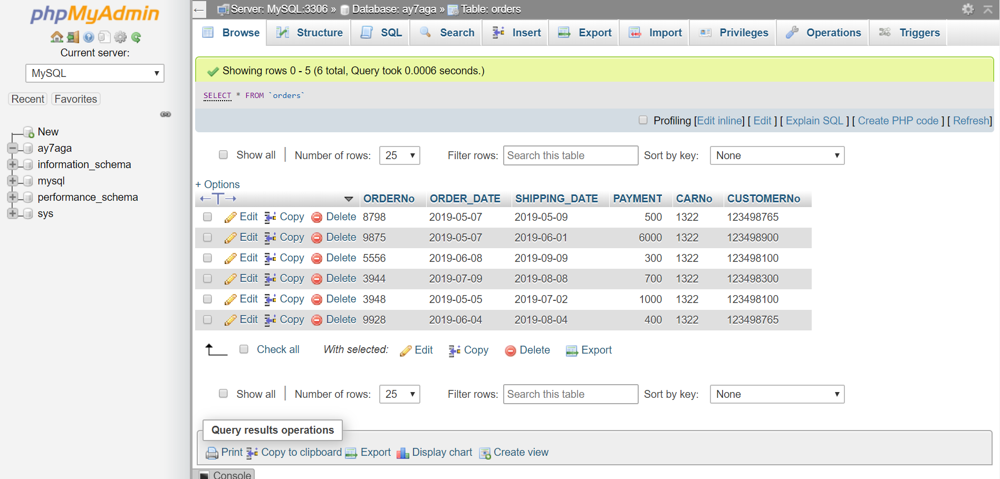 phpMyAdmin
Current server:
MySQL
Recent Favorites
New
ay7aga
information_schema
mysql
performance_schema
sys
Server: MySQL:3306 » Database: ay7aga » Table: orders
Browse Structure SQL Search Insert Export Import Privileges Operations Triggers
Showing rows 0 - 5 (6 total, Query took 0.0006 seconds.)
SELECT * FROM `orders`
Profiling [Edit inline] [ Edit ] [ Explain SQL ] [ Create PHP code ] [ Refresh]
Show all Number of rows: 25 Filter rows: Search this table Sort by key: None
+ Options
←T→ ORDERNo ORDER_DATE SHIPPING_DATE PAYMENT CARNo CUSTOMERNo
Edit Copy Delete 8798 2019-05-07 2019-05-09 500 1322 123498765
Edit Copy Delete 9875 2019-05-07 2019-06-01 6000 1322 123498900
Edit Copy Delete 5556 2019-06-08 2019-09-09 300 1322 123498100
Edit Copy Delete 3944 2019-07-09 2019-08-08 700 1322 123498300
Edit Copy Delete 3948 2019-05-05 2019-07-02 1000 1322 123498100
Edit Copy Delete 9928 2019-06-04 2019-08-04 400 1322 123498765
Check all With selected: Edit Copy Delete Export
Show all Number of rows: 25 Filter rows: Search this table Sort by key: None
Query results operations
Print Copy to clipboard Export Display chart Create view
Console